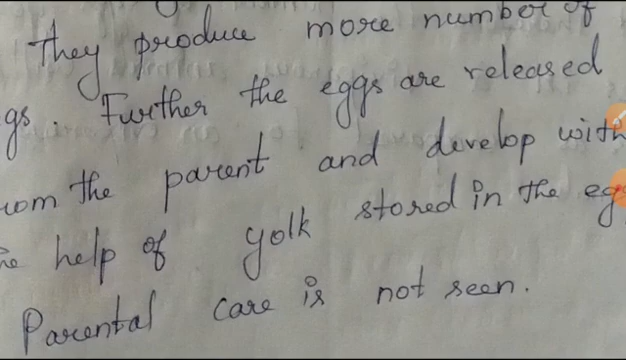 They produce more number of
gs. Further the eggs are released
rom the parent and develop with
he help of yolk stored in the eg
Parental care is not seen.